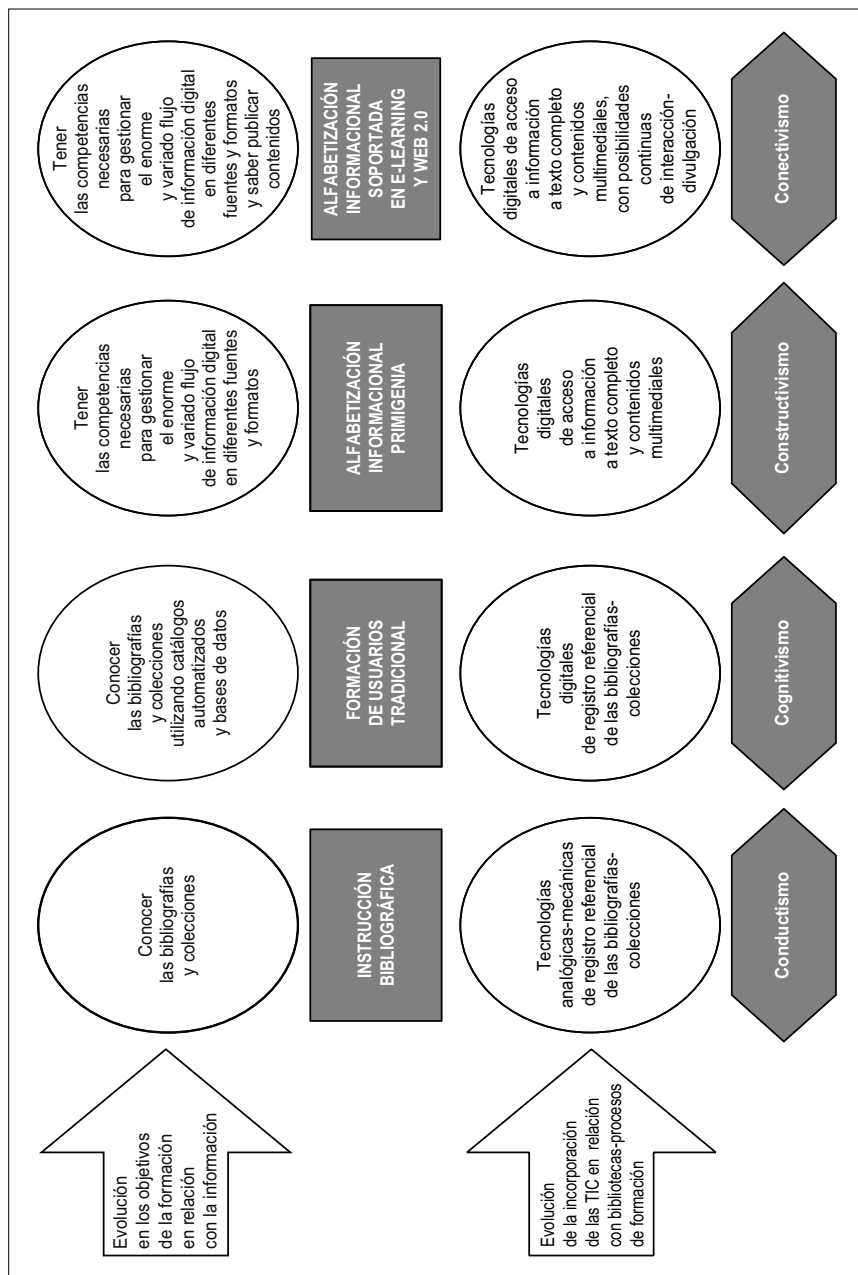 Evolución
en los objetivos
de la formación
en relación
con la información
Conocer
las bibliografías
y colecciones
Conocer
las bibliografías
y colecciones
utilizando catálogos
automatizados
y bases de datos
Tener
las competencias
necesarias
para gestionar
el enorme
y variado flujo
de información digital
en diferentes fuentes
y formatos
Tener
las competencias
necesarias
para gestionar
el enorme
y variado flujo
de información digital
en diferentes
fuentes y formatos
y saber publicar
contenidos
INSTRUCCIÓN
BIBLIOGRÁFICA
FORMACIÓN
DE USUARIOS
TRADICIONAL
ALFABETIZACIÓN
INFORMACIONAL
PRIMIGENIA
ALFABETIZACIÓN
INFORMACIONAL
SOPORTADA
EN E-LEARNING
Y WEB 2.0
Evolución
de la incorporación
de las TIC en relación
con bibliotecas-procesos
de formación
Tecnologías
analógicas-mecánicas
de registro referencial
de las bibliografías-
colecciones
Tecnologías
digitales
de registro referencial
de las bibliografías-
colecciones
Tecnologías
digitales
de acceso
a información
a texto completo
y contenidos
multimediales
Tecnologías
digitales de acceso
a información
a texto completo
y contenidos
multimediales,
con posibilidades
continuas
de interacción-
divulgación
Conductismo
Cognitivismo
Constructivismo
Conectivismo